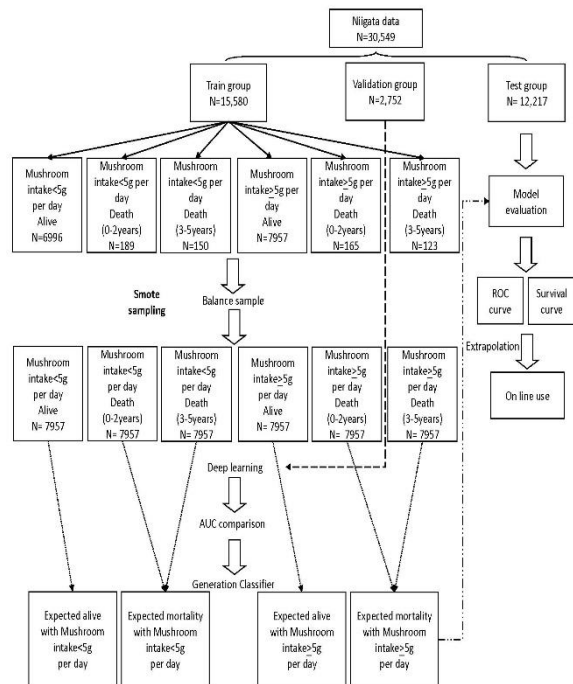 Niigata data
N=30,549
Train group
N=15,580
Validation group
N=2,752
Test group
N= 12,217
Mushroom
intake<5g
per day
Alive
N=6996
Mushroom
intake<5g per
day
Death
(0-2years)
N=189
Mushroom
intake<5g per
day
Death
(3-5years)
N=150
Mushroom
intake≥5g per
day
Alive
N=7957
Mushroom
intake≥5g per
day
Death
(0-2years)
N=165
Mushroom
intake≥5g per
day
Death
(3-5years)
N=123
Model
evaluation
Smote
sampling
Balance sample
ROC
curve
Survival
curve
Extrapolation
On line use
Mushroom
intake<5g
per day
Alive
N= 7957
Mushroom
intake<5g
per day
Death
(0-2years)
N= 7957
Mushroom
intake<5g
per day
Death
(3-5years)
N= 7957
Mushroom
intake≥5g
per day
Alive
N= 7957
Mushroom
intake≥5g
per day
Death
(0-2years)
N= 7957
Mushroom
intake≥5g
per day
Death
(3-5years)
N= 7957
Deep learning
AUC comparison
Generation Classifier
Expected alive
with Mushroom
intake<5g
per day
Expected mortality
with Mushroom
intake<5g
per day
Expected alive
with Mushroom
intake≥5g
per day
Expected mortality
with Mushroom
intake≥5g
per day